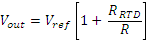 V_out = V_ref [1 + R_RTD / R]